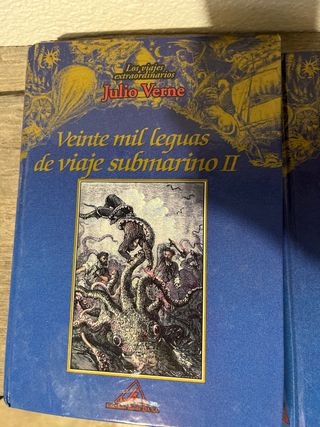 Los viajes
extraordinarios
Julio Verne
Veinte mil leguas
de viaje submarino II